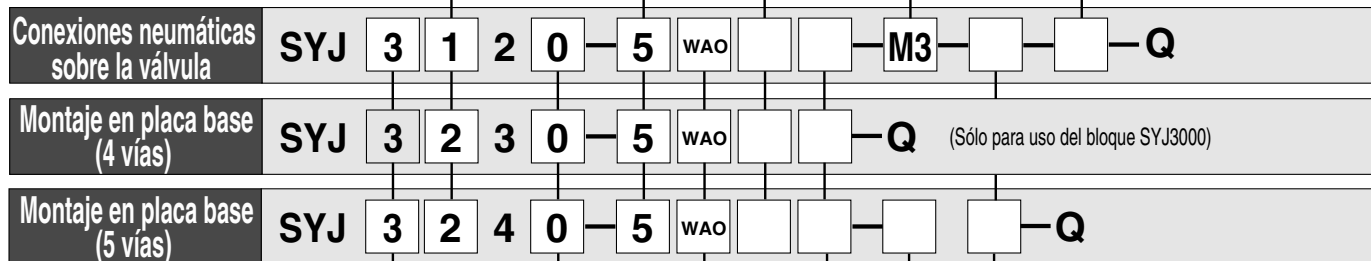 Conexiones neumáticas
sobre la válvula
SYJ 3 1 2 0 — 5 WAO — M3 — — Q
Montaje en placa base
(4 vías)
SYJ 3 2 3 0 — 5 WAO — Q (Sólo para uso del bloque SYJ3000)
Montaje en placa base
(5 vías)
SYJ 3 2 4 0 — 5 WAO — — Q